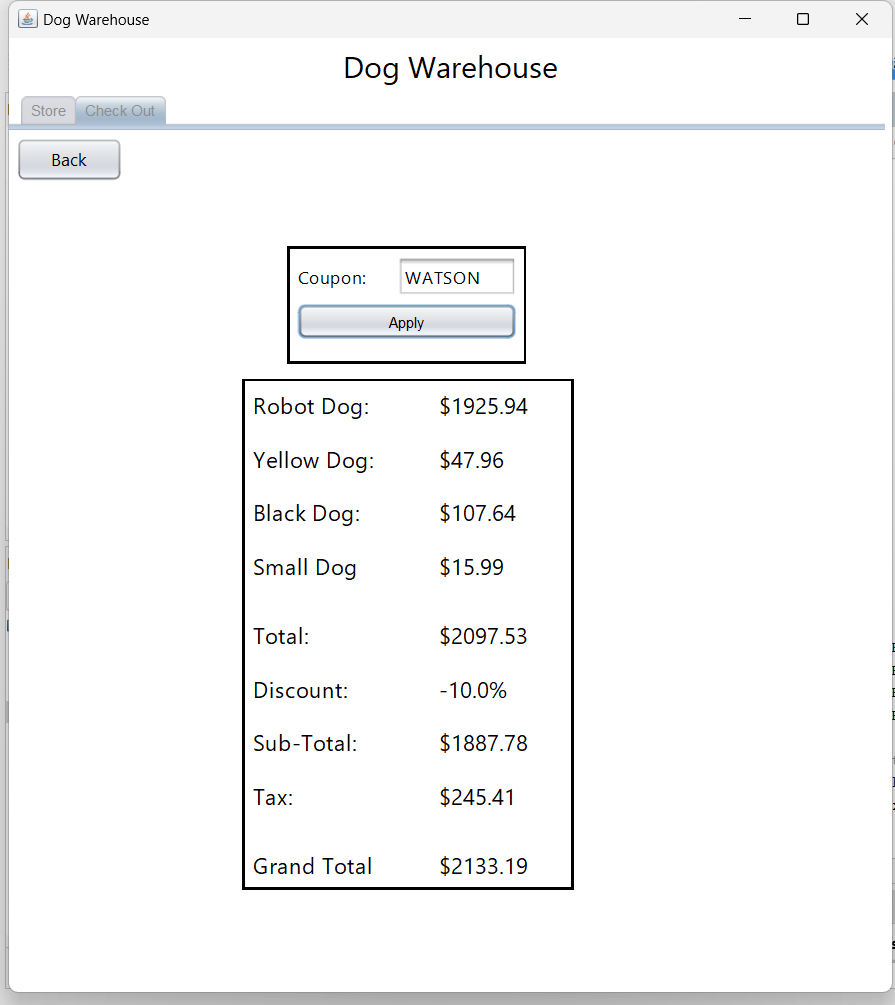 Dog Warehouse
Dog Warehouse
Store Check Out
Back
Coupon: WATSON
Apply
Robot Dog: $1925.94
Yellow Dog: $47.96
Black Dog: $107.64
Small Dog $15.99
Total: $2097.53
Discount: -10.0%
Sub-Total: $1887.78
Tax: $245.41
Grand Total $2133.19